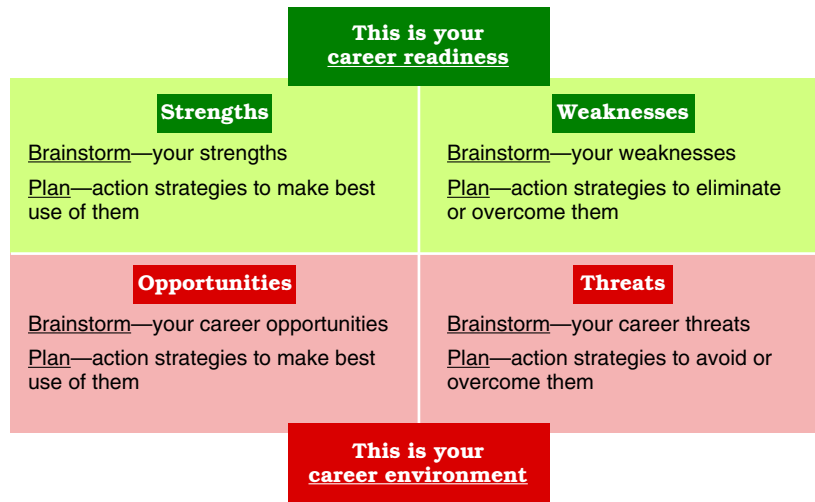 This is your
career readiness
Strengths
Brainstorm—your strengths
Plan—action strategies to make best
use of them
Weaknesses
Brainstorm—your weaknesses
Plan—action strategies to eliminate
or overcome them
Opportunities
Brainstorm—your career opportunities
Plan—action strategies to make best
use of them
Threats
Brainstorm—your career threats
Plan—action strategies to avoid or
overcome them
This is your
career environment